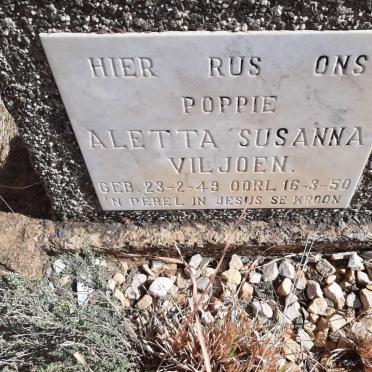 HIER RUS ONS
POPPIE
ALETTA SUSANNA
VILJOEN.
GEB. 23-2-49 OORL. 16-3-50
'N PEREL IN JESUS SE KROON